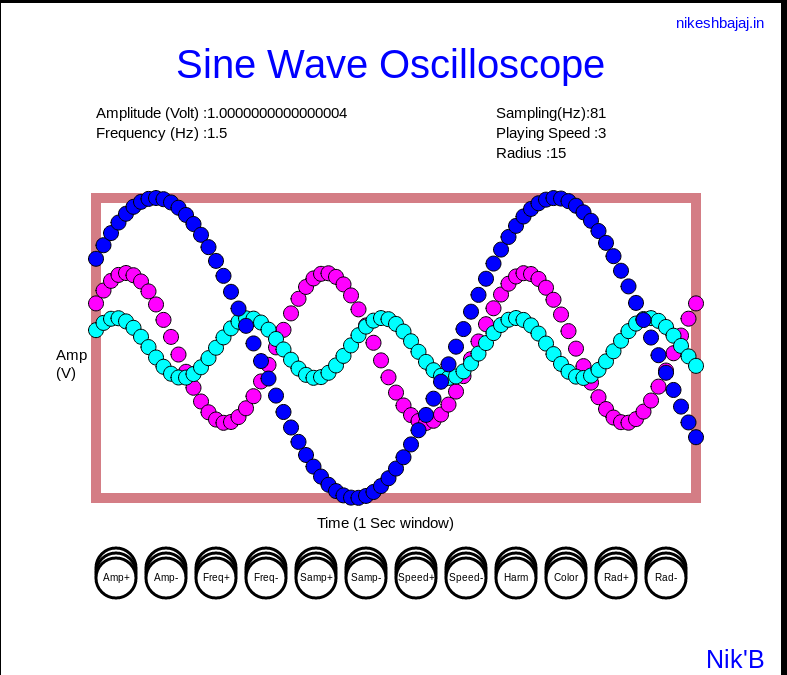 nikeshbajaj.in
Sine Wave Oscilloscope
Amplitude (Volt) :1.0000000000000004
Sampling(Hz):81
Frequency (Hz) :1.5
Playing Speed :3
Radius :15
Amp
(V)
Time (1 Sec window)
Amp+ Amp- Freq+ Freq- Samp+ Samp- Speed+ Speed- Harm Color Rad+ Rad-
Nik'B